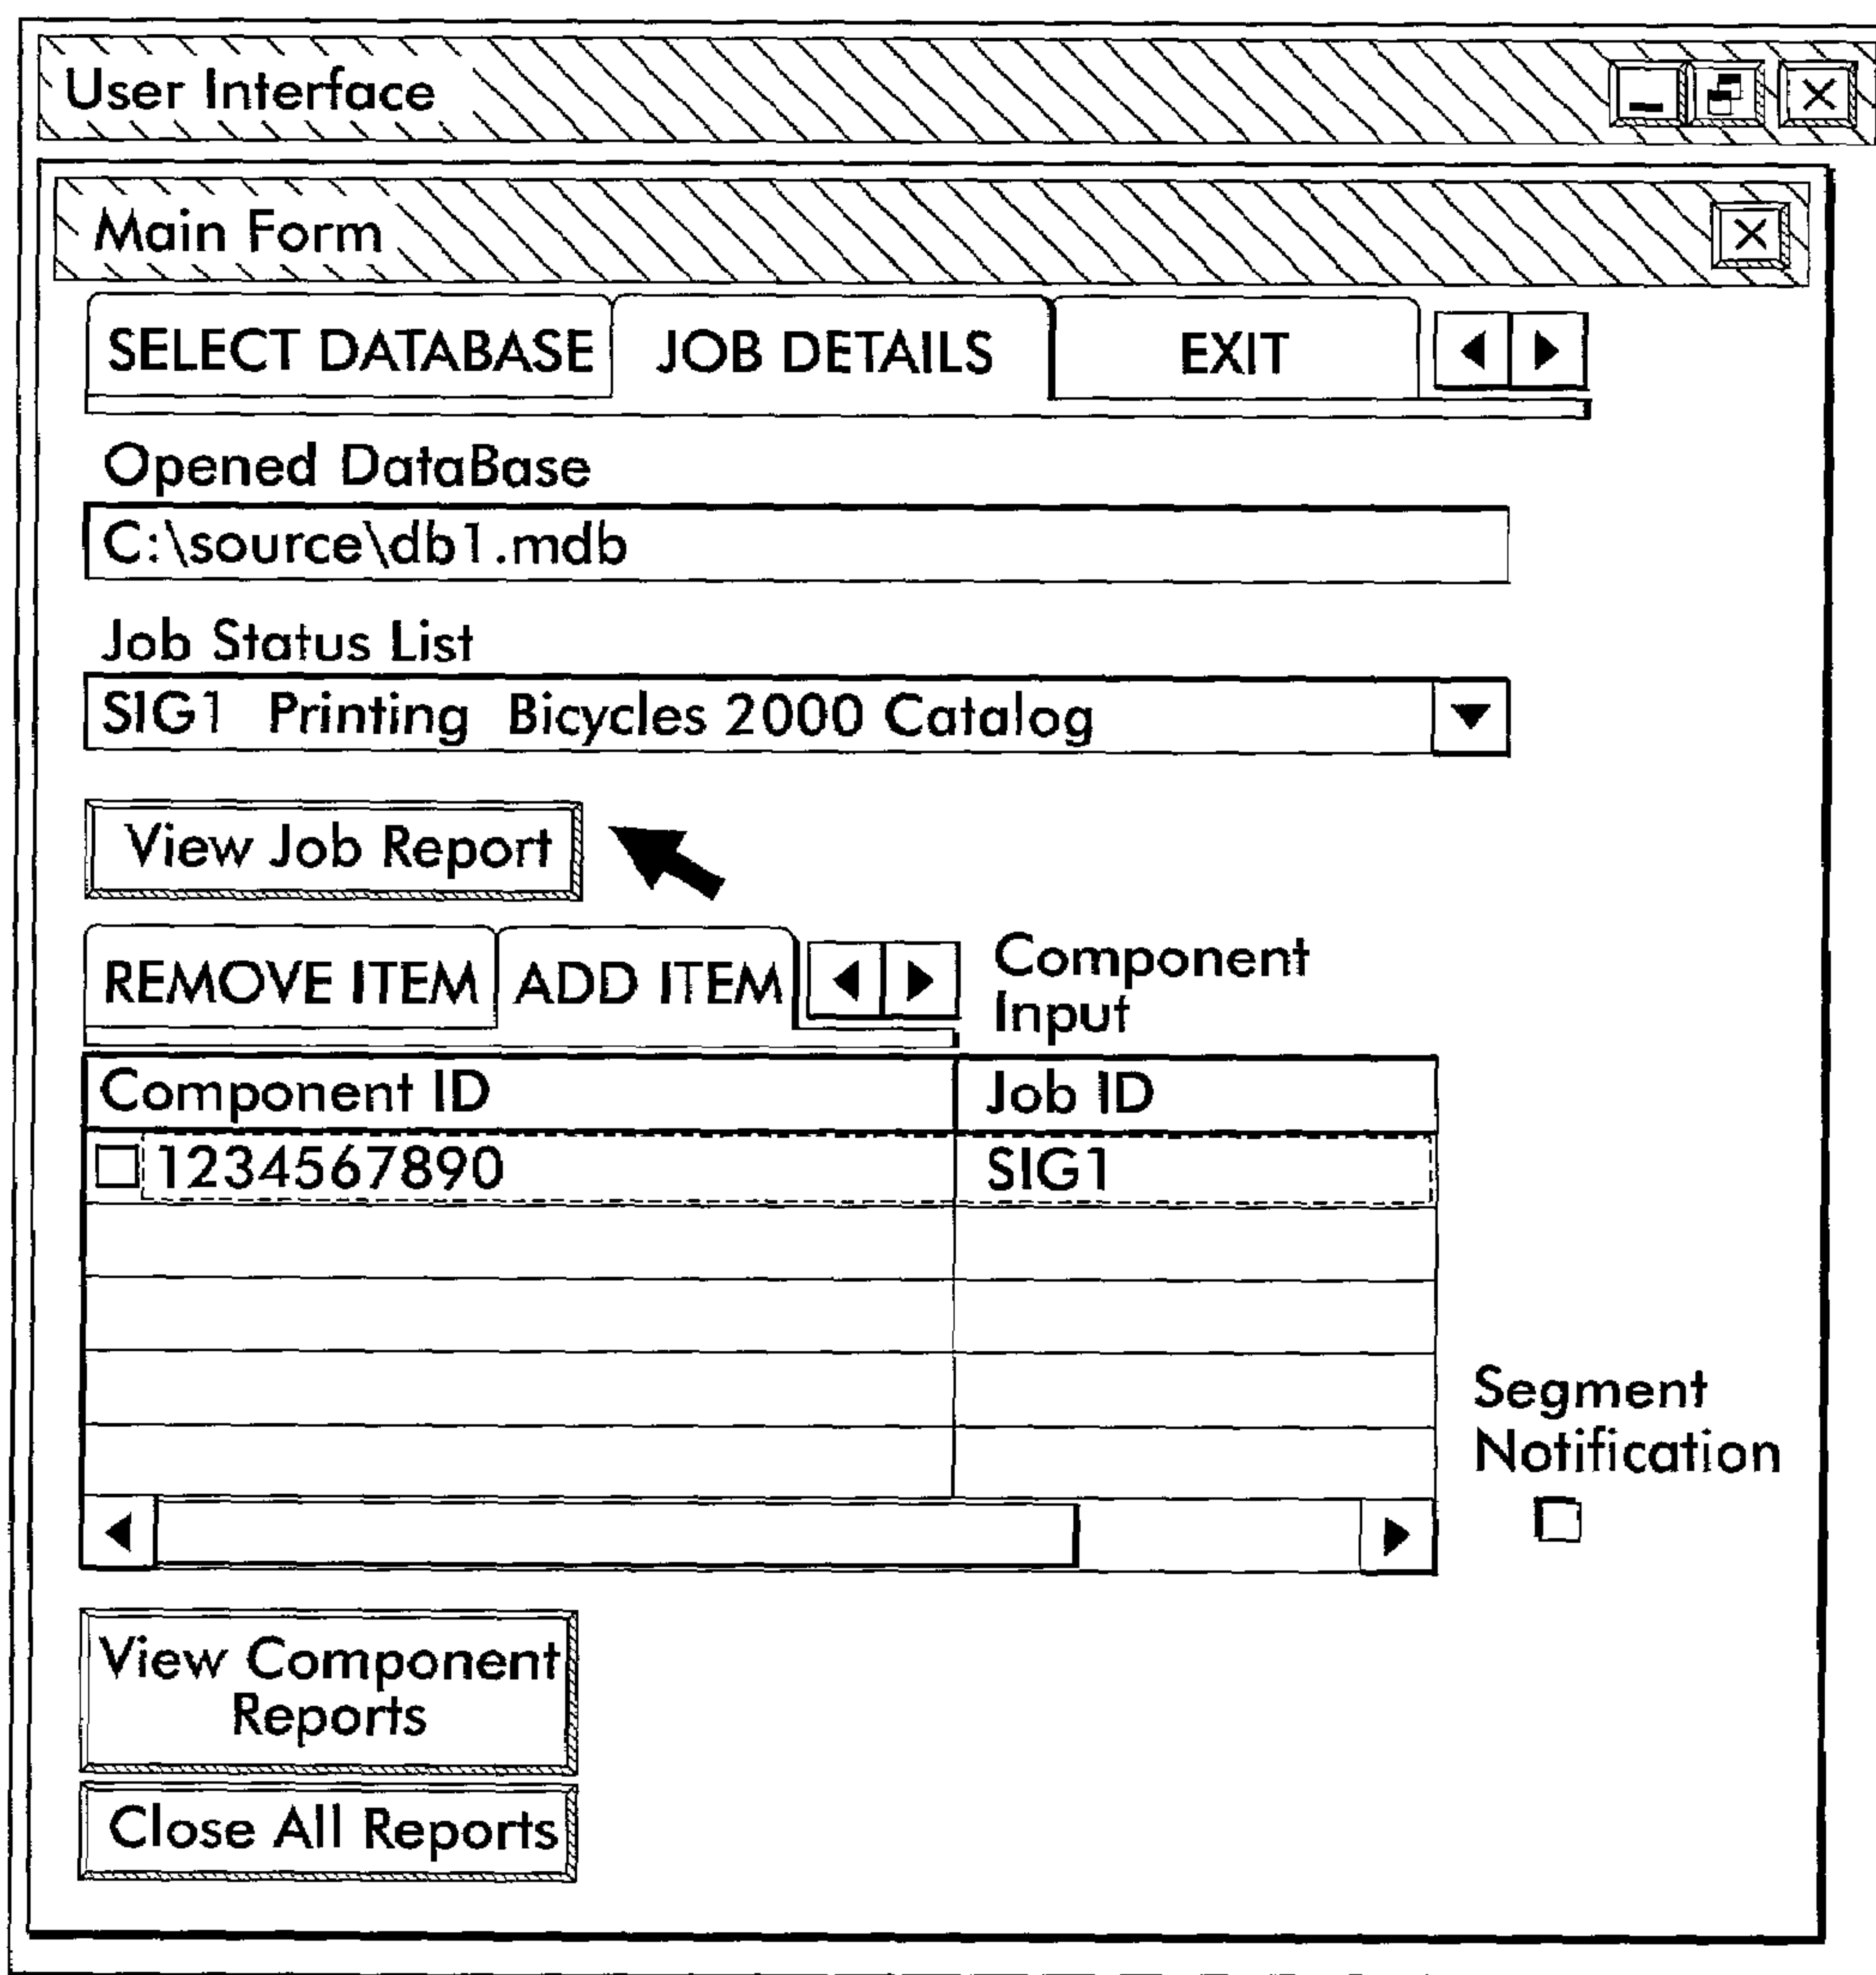 User Interface
Main Form
SELECT DATABASE JOB DETAILS EXIT
Opened DataBase
C:\source\db1.mdb
Job Status List
SIG1 Printing Bicycles 2000 Catalog
View Job Report
REMOVE ITEM ADD ITEM
Component
Input
Component ID Job ID
1234567890 SIG1
Segment
Notification
View Component
Reports
Close All Reports